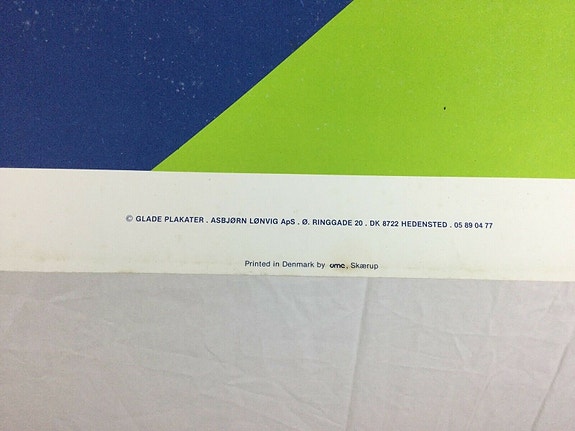 © GLADE PLAKATER . ASBJØRN LØNVIG ApS . Ø. RINGGADE 20 . DK 8722 HEDENSTED . 05 89 04 77
Printed in Denmark by ume, Skærup